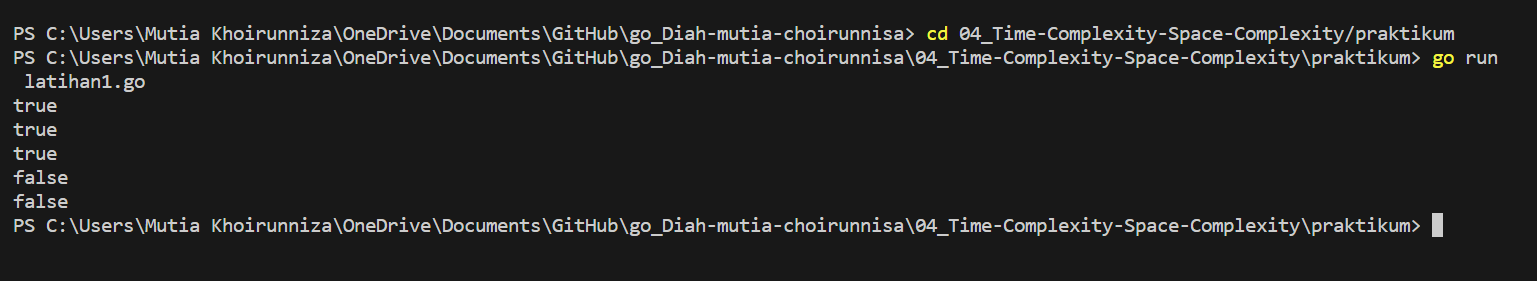 PS C:\Users\Mutia Khoirunniza\OneDrive\Documents\GitHub\go_Diah-mutia-choirunnisa> cd 04_Time-Complexity-Space-Complexity/praktikum
PS C:\Users\Mutia Khoirunniza\OneDrive\Documents\GitHub\go_Diah-mutia-choirunnisa\04_Time-Complexity-Space-Complexity\praktikum> go run
 latihan1.go
true
true
true
false
false
PS C:\Users\Mutia Khoirunniza\OneDrive\Documents\GitHub\go_Diah-mutia-choirunnisa\04_Time-Complexity-Space-Complexity\praktikum>